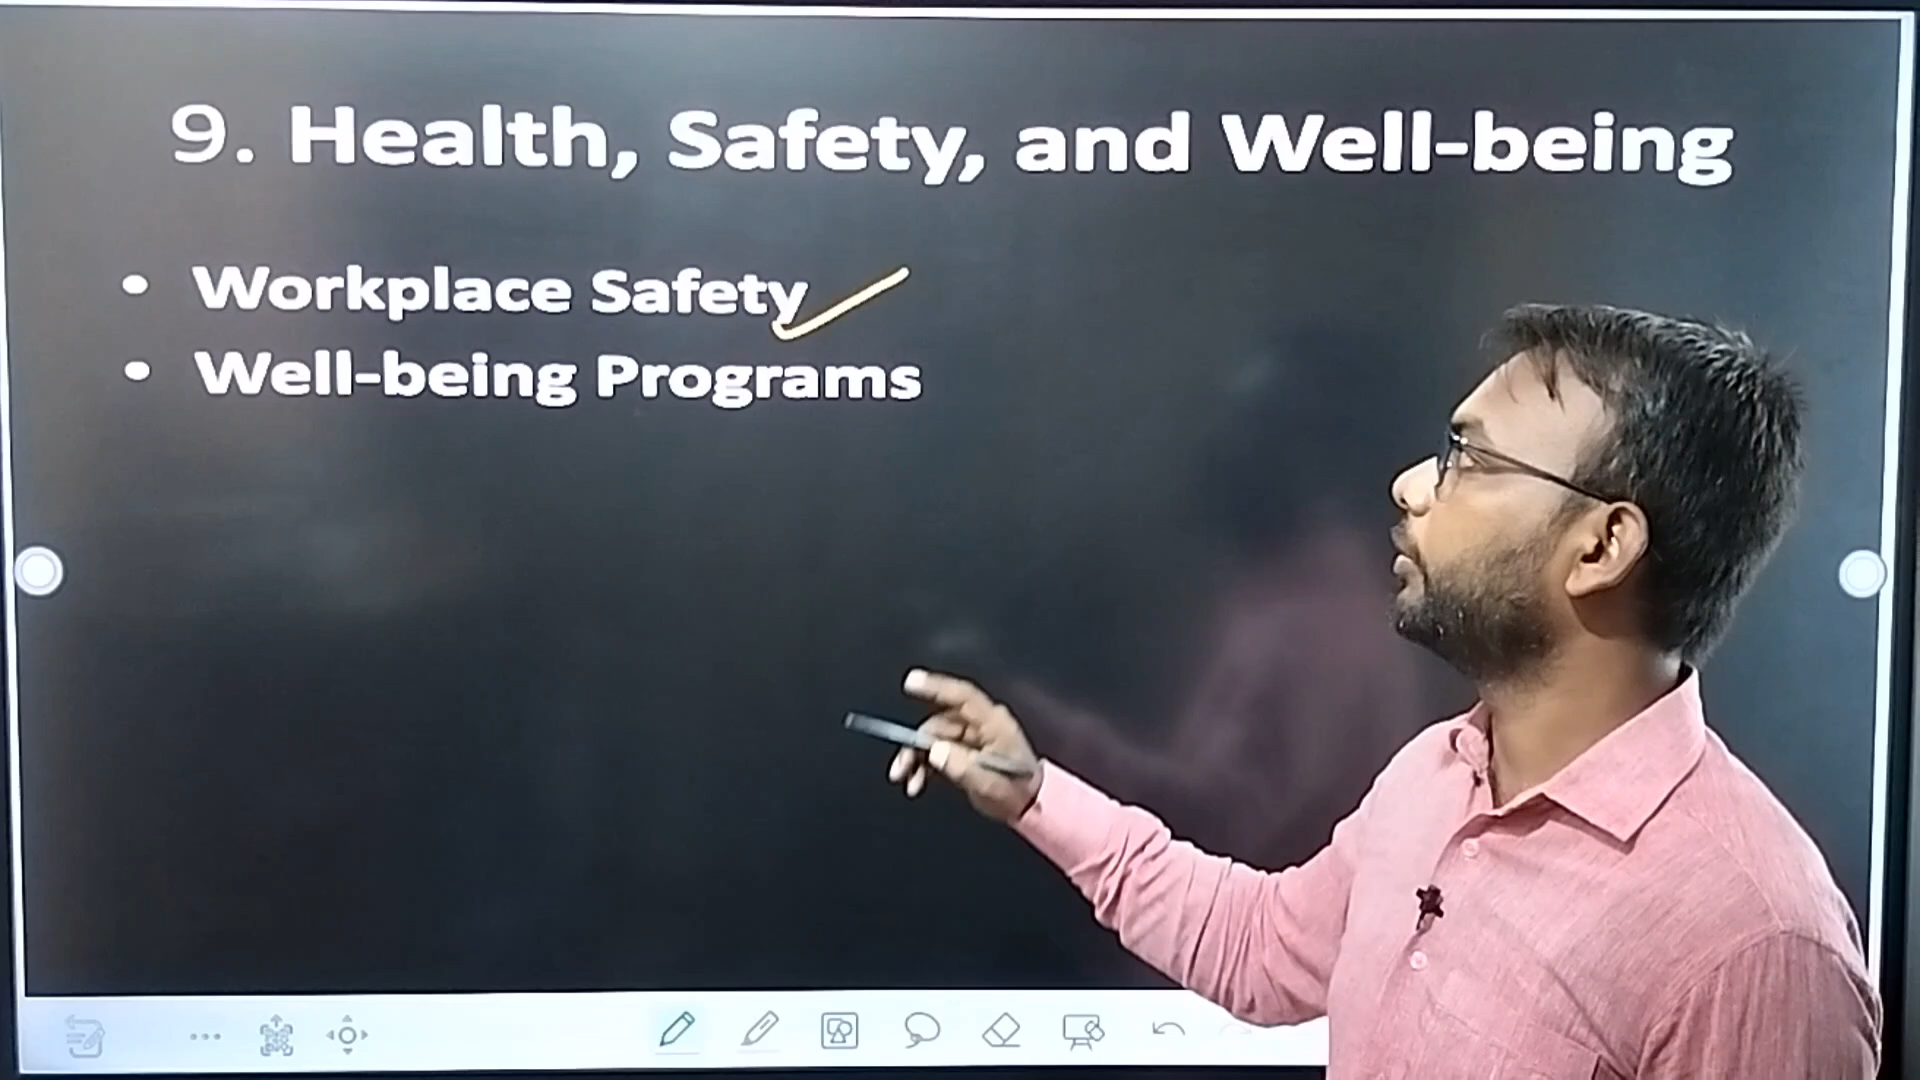 9. Health, Safety, and Well-being
• Workplace Safety
• Well-being Programs